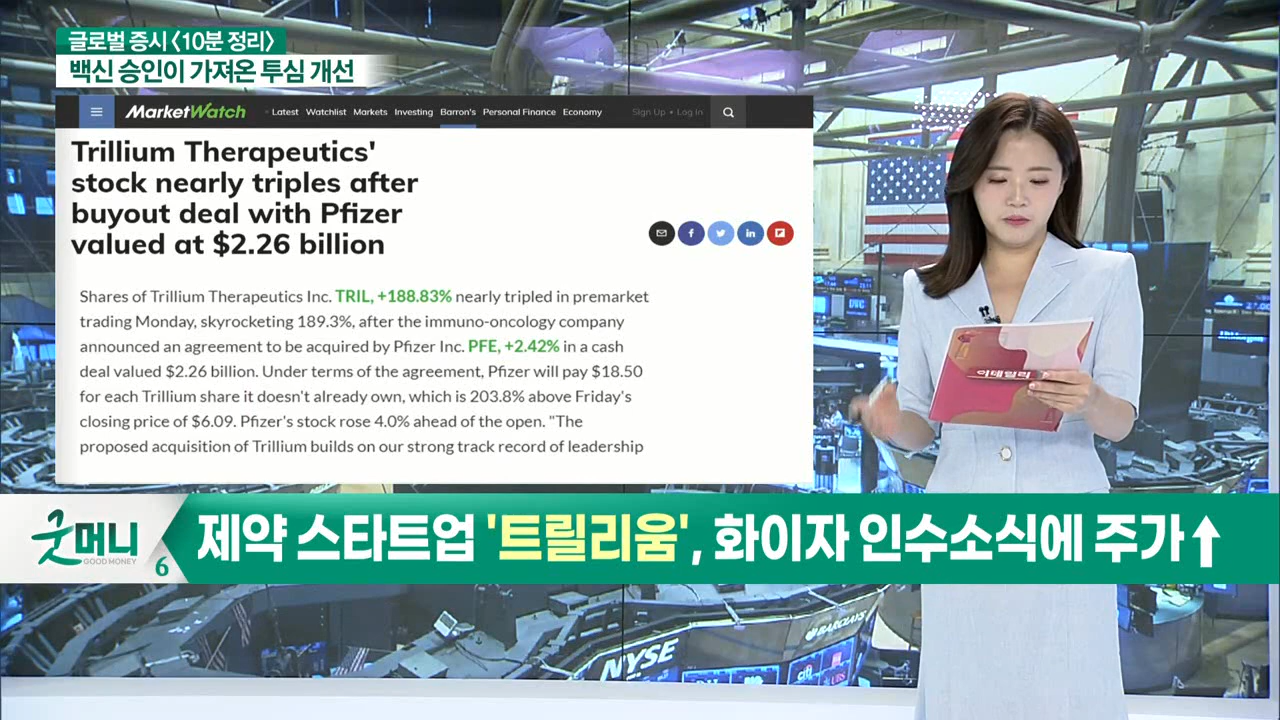 글로벌 증시 〈10분 정리〉
백신 승인이 가져온 투심 개선
MarketWatch Latest Watchlist Markets Investing Barron's Personal Finance Economy Sign Up • Log In
Trillium Therapeutics'
stock nearly triples after
buyout deal with Pfizer
valued at $2.26 billion
Shares of Trillium Therapeutics Inc. TRIL, +188.83% nearly tripled in premarket
trading Monday, skyrocketing 189.3%, after the immuno-oncology company
announced an agreement to be acquired by Pfizer Inc. PFE, +2.42% in a cash
deal valued $2.26 billion. Under terms of the agreement, Pfizer will pay $18.50
for each Trillium share it doesn't already own, which is 203.8% above Friday's
closing price of $6.09. Pfizer's stock rose 4.0% ahead of the open. "The
proposed acquisition of Trillium builds on our strong track record of leadership
이데일리
굿머니
GOOD MONEY
6
제약 스타트업 '트릴리움', 화이자 인수소식에 주가↑
NYSE
BARCLAYS
citi
UBS